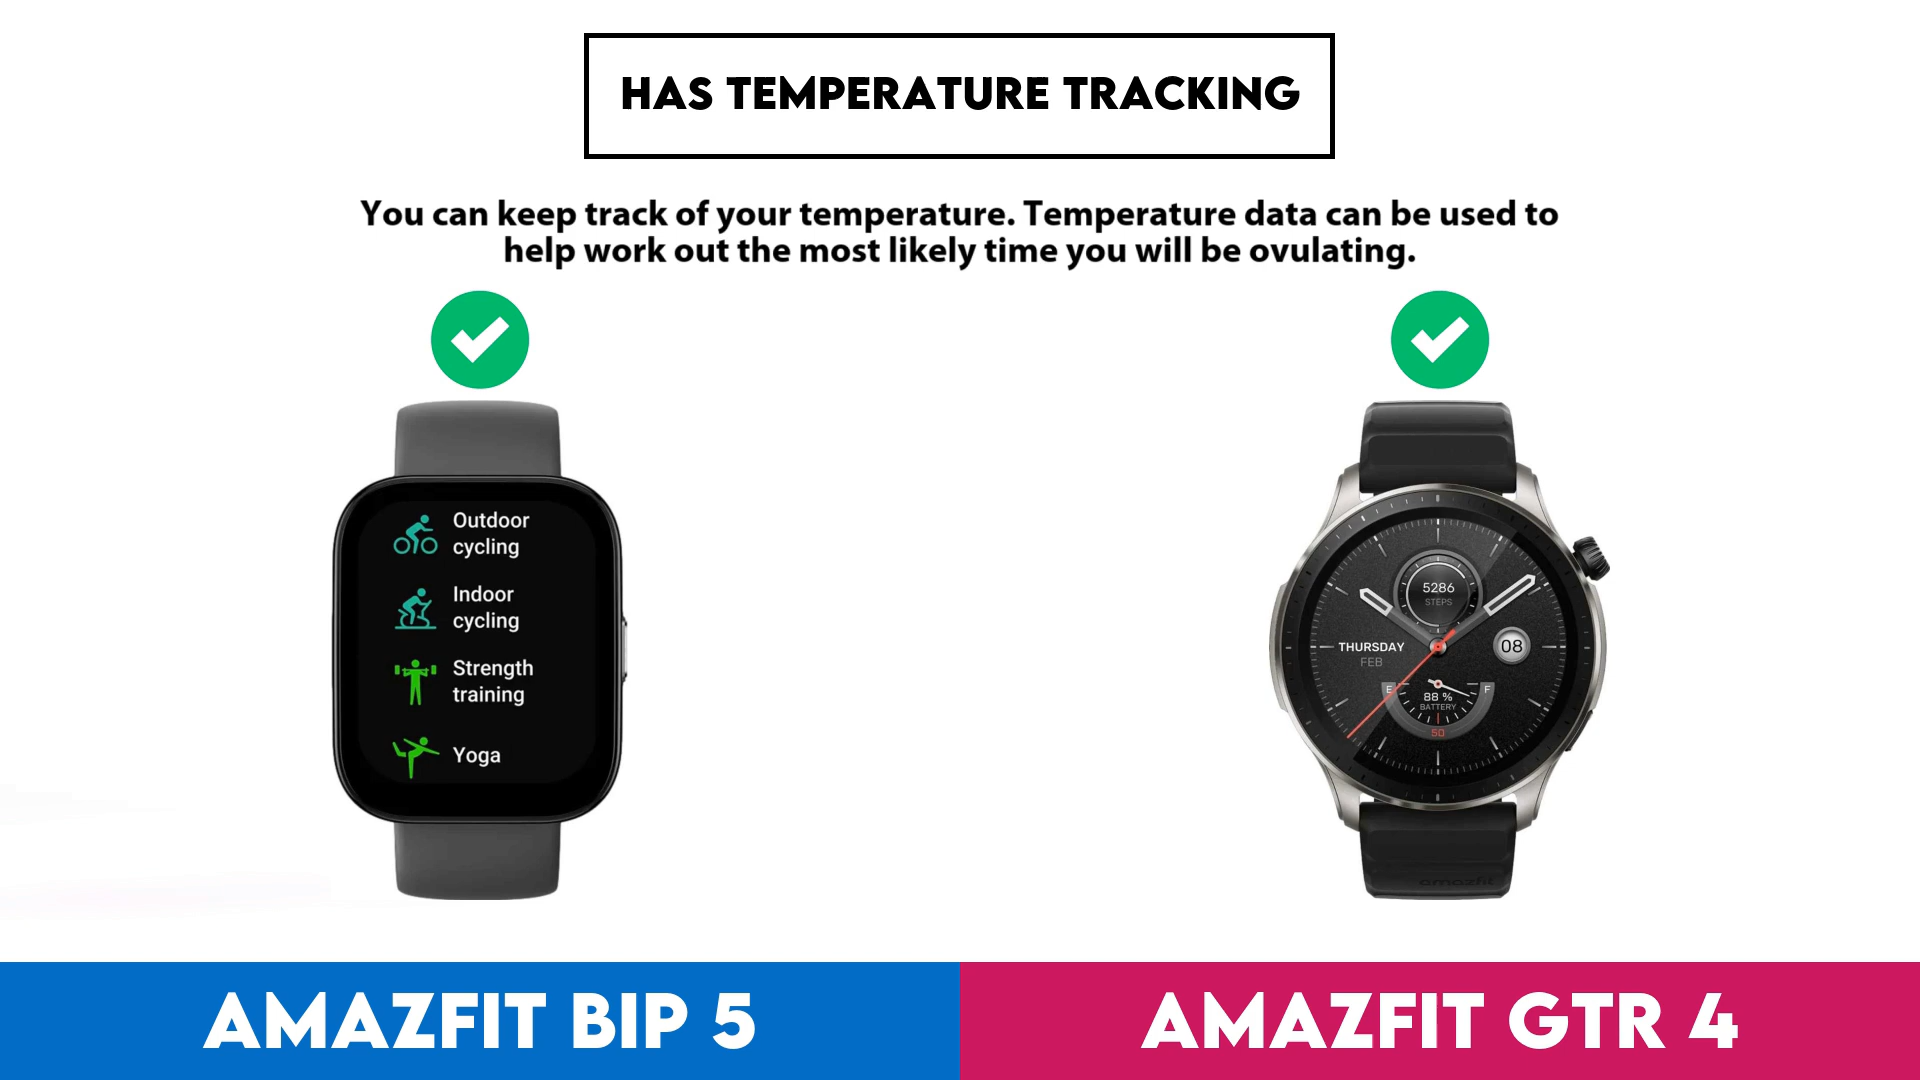 HAS TEMPERATURE TRACKING
You can keep track of your temperature. Temperature data can be used to
help work out the most likely time you will be ovulating.
Outdoor
cycling
Indoor
cycling
Strength
training
Yoga
5286
STEPS
THURSDAY
FEB
08
E
F
88 %
BATTERY
50
amazfit
AMAZFIT BIP 5
AMAZFIT GTR 4